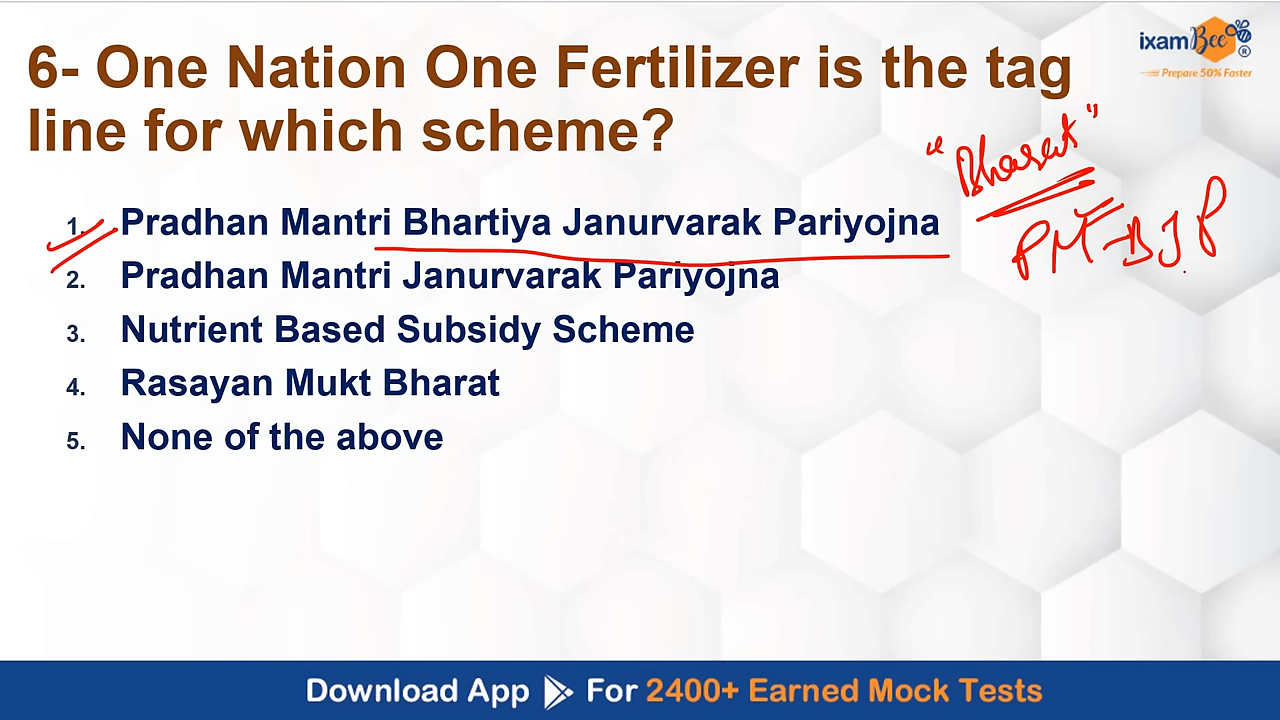 ixamBee®
Prepare 50% Faster
6- One Nation One Fertilizer is the tag
line for which scheme?
"Bharat"
PM-BJP
1. Pradhan Mantri Bhartiya Janurvarak Pariyojna
2. Pradhan Mantri Janurvarak Pariyojna
3. Nutrient Based Subsidy Scheme
4. Rasayan Mukt Bharat
5. None of the above
Download App For 2400+ Earned Mock Tests